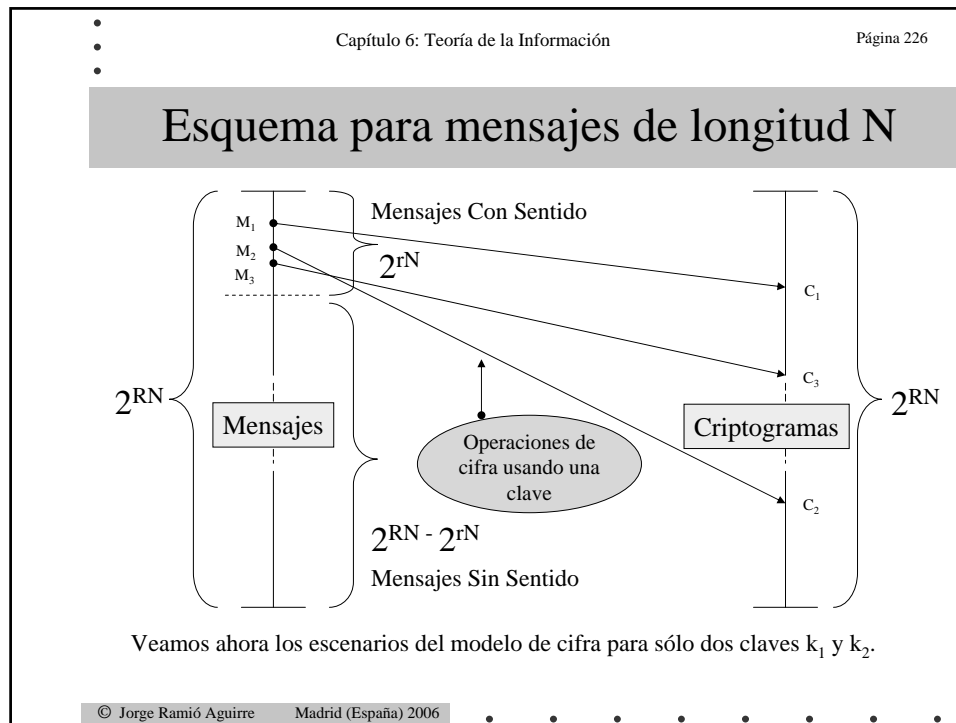 Capítulo 6: Teoría de la Información
Página 226
Esquema para mensajes de longitud N
Mensajes Con Sentido
M1
M2
M3
2^rN
C1
C3
C2
2^RN
Mensajes
Criptogramas
2^RN
Operaciones de
cifra usando una
clave
2^RN - 2^rN
Mensajes Sin Sentido
Veamos ahora los escenarios del modelo de cifra para sólo dos claves k1 y k2.
© Jorge Ramió Aguirre Madrid (España) 2006